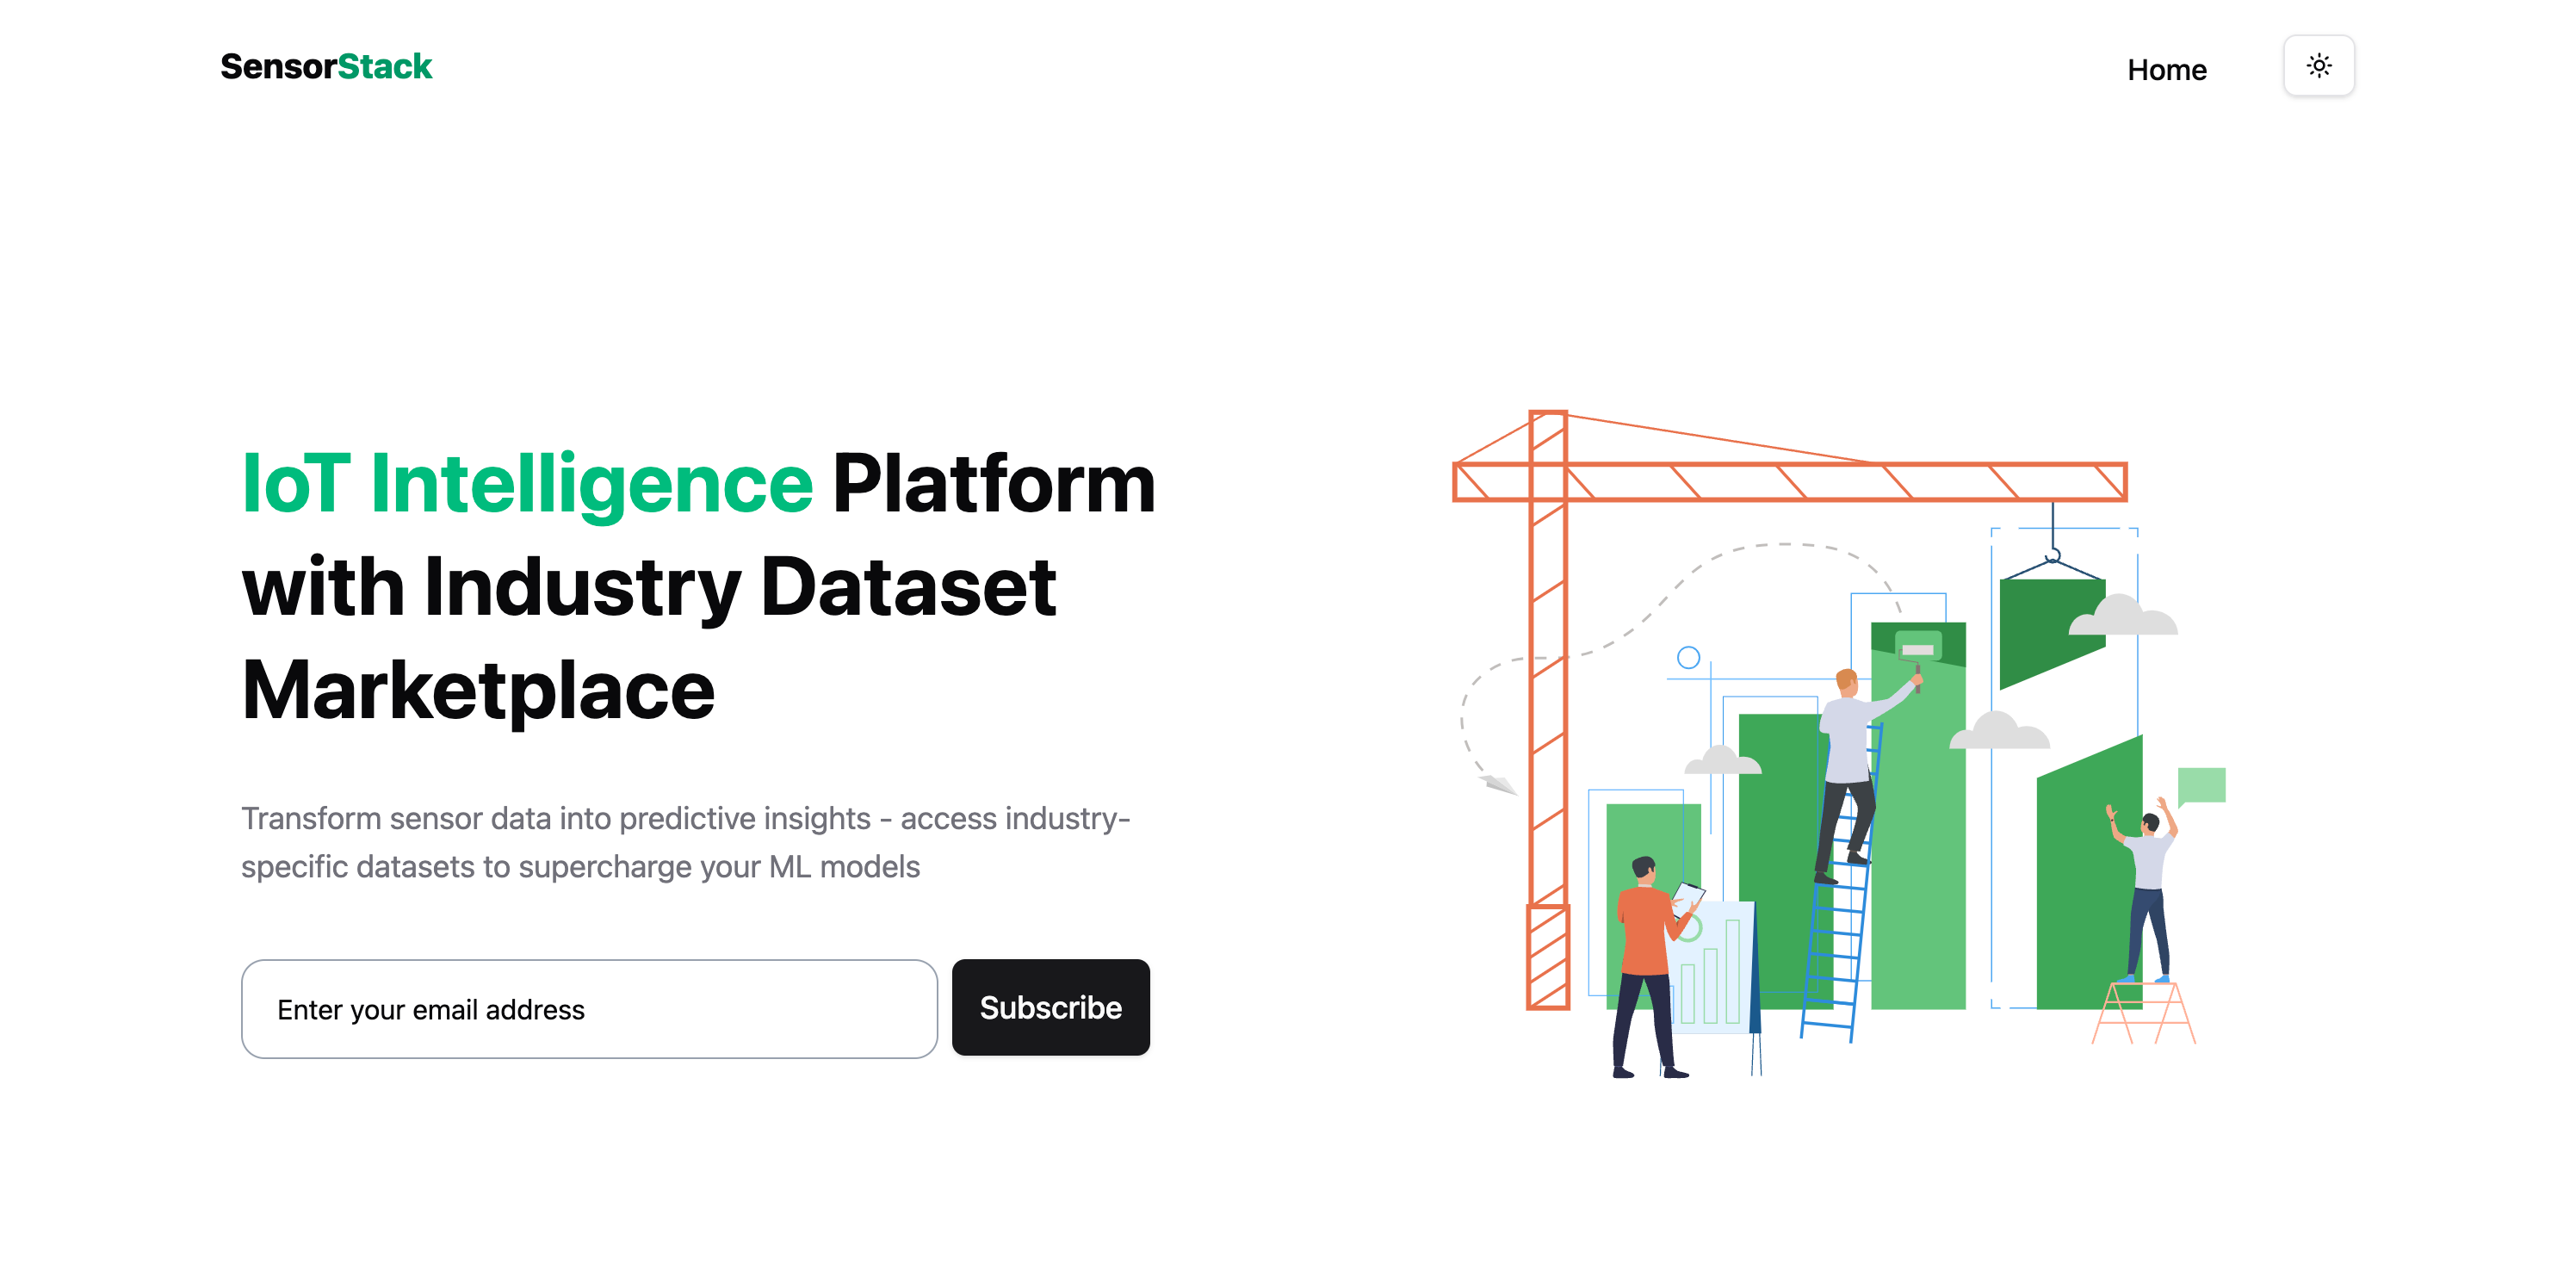 SensorStack
Home
IoT Intelligence Platform
with Industry Dataset
Marketplace
Transform sensor data into predictive insights - access industry-
specific datasets to supercharge your ML models
Enter your email address
Subscribe